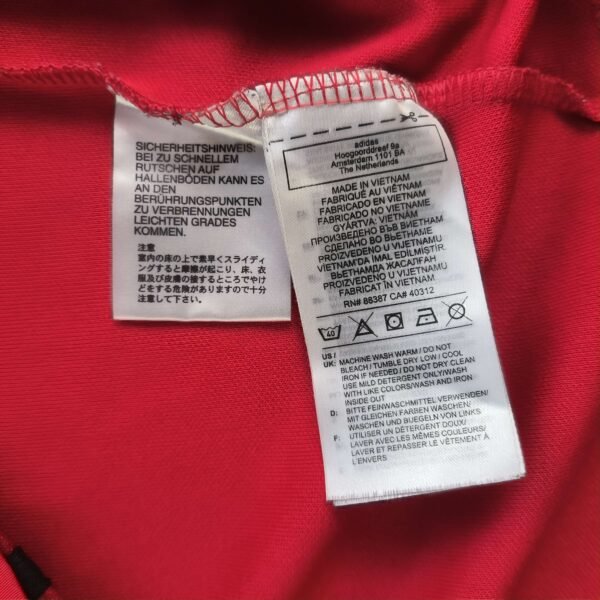 SICHERHEITSHINWEIS:
BEI ZU SCHNELLEM
RUTSCHEN AUF
HALLENBÖDEN KANN ES
AN DEN
BERÜHRUNGSPUNKTEN
ZU VERBRENNUNGEN
LEICHTEN GRADES
KOMMEN.
注意
室内の床の上で素早くスライディ
ングすると摩擦が起こり、床、衣
服及び皮膚の接するところでやけ
どをする危険がありますので十分
注意して下さい。
adidas
Hoogoorddreef 9a
Amsterdam 1101 BA
The Netherlands
MADE IN VIETNAM
FABRIQUÉ AU VIÊTNAM
FABRICADO EN VIETNAM
FABRICADO NO VIETNAME
GYÁRTVA: VIETNAM
ПРОИЗВЕДЕНО ВЪВ ВИЕТНАМ
СДЕЛАНО ВО ВЬЕТНАМЕ
PROIZVEDENO U VIJETNAMU
VIETNAM'DA IMAL EDILMIŞTIR
ВЬЕТНАМДА ЖАСАЛҒАН
PROIZVEDENO U VIJETNAMU
FABRICAT ÎN VIETNAM
RN# 88387 CA# 40312
40
US /
UK: MACHINE WASH WARM / DO NOT
BLEACH / TUMBLE DRY LOW / COOL
IRON IF NEEDED / DO NOT DRY CLEAN
USE MILD DETERGENT ONLY/WASH
WITH LIKE COLORS/WASH AND IRON
INSIDE OUT
D: BITTE FEINWASCHMITTEL VERWENDEN/
MIT GLEICHEN FARBEN WASCHEN/
WASCHEN UND BUEGELN VON LINKS
F: UTILISER UN DÉTERGENT DOUX/
LAVER AVEC LES MÊMES COULEURS/
LAVER ET REPASSER LE VÊTEMENT À
L'ENVERS